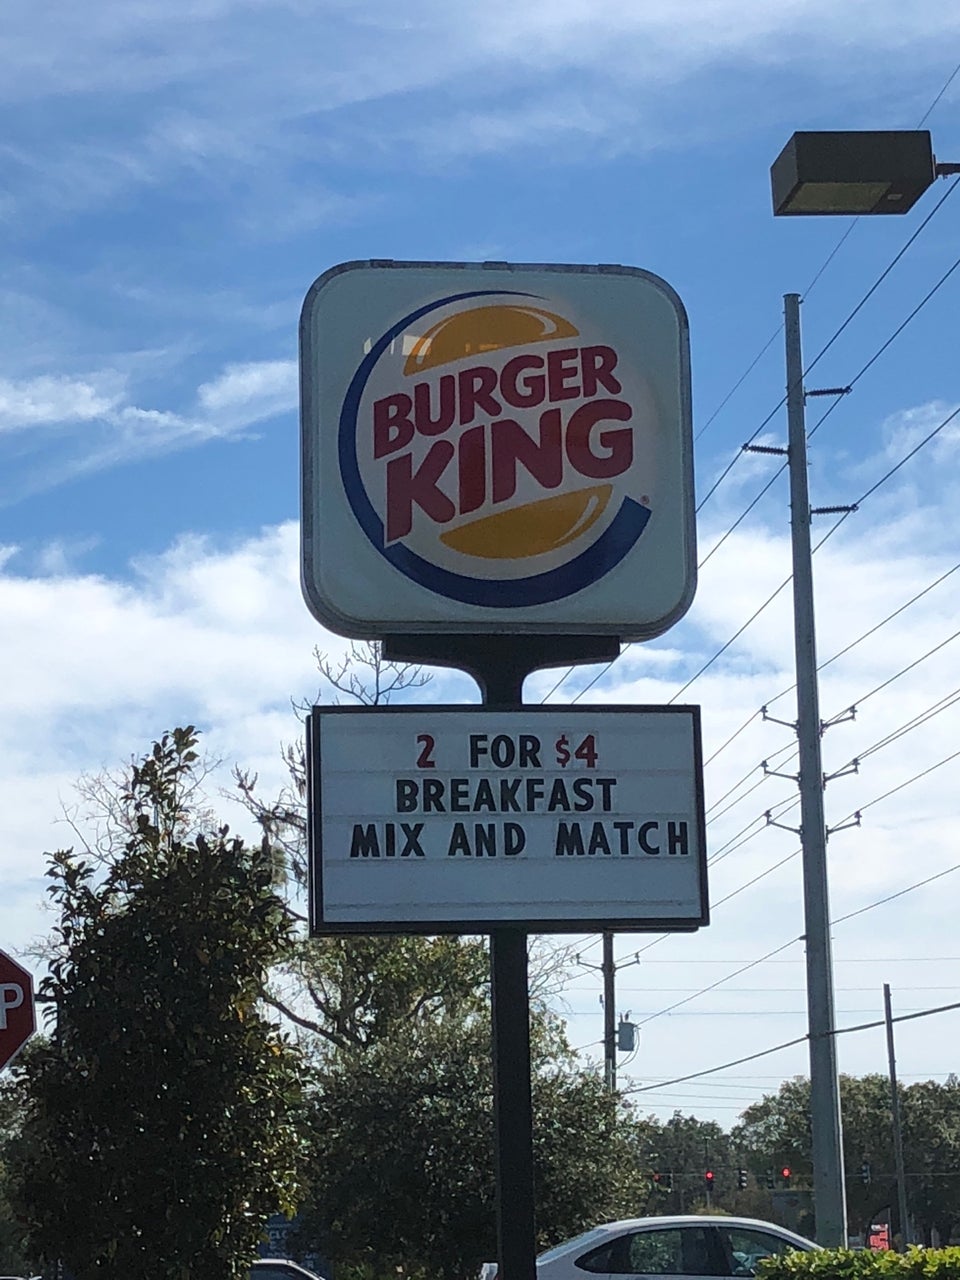 BURGER
KING
®
2 FOR $4
BREAKFAST
MIX AND MATCH
P